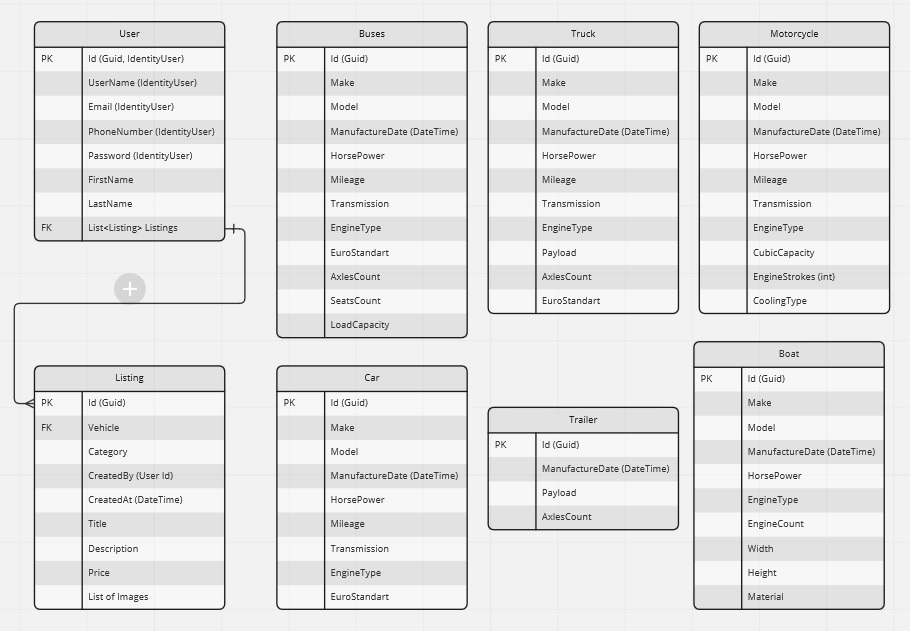 User
PK Id (Guid, IdentityUser)
UserName (IdentityUser)
Email (IdentityUser)
PhoneNumber (IdentityUser)
Password (IdentityUser)
FirstName
LastName
FK List<Listing> Listings
Buses
PK Id (Guid)
Make
Model
ManufactureDate (DateTime)
HorsePower
Mileage
Transmission
EngineType
EuroStandart
AxlesCount
SeatsCount
LoadCapacity
Truck
PK Id (Guid)
Make
Model
ManufactureDate (DateTime)
HorsePower
Mileage
Transmission
EngineType
Payload
AxlesCount
EuroStandart
Motorcycle
PK Id (Guid)
Make
Model
ManufactureDate (DateTime)
HorsePower
Mileage
Transmission
EngineType
CubicCapacity
EngineStrokes (int)
CoolingType
Listing
PK Id (Guid)
FK Vehicle
Category
CreatedBy (User Id)
CreatedAt (DateTime)
Title
Description
Price
List of Images
Car
PK Id (Guid)
Make
Model
ManufactureDate (DateTime)
HorsePower
Mileage
Transmission
EngineType
EuroStandart
Trailer
PK Id (Guid)
ManufactureDate (DateTime)
Payload
AxlesCount
Boat
PK Id (Guid)
Make
Model
ManufactureDate (DateTime)
HorsePower
EngineType
EngineCount
Width
Height
Material